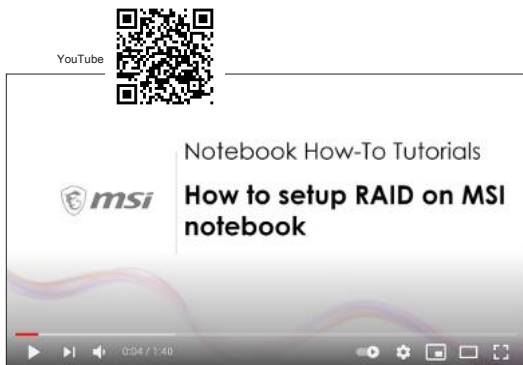 YouTube
Notebook How-To Tutorials
msi
How to setup RAID on MSI
notebook
0:04 / 1:40